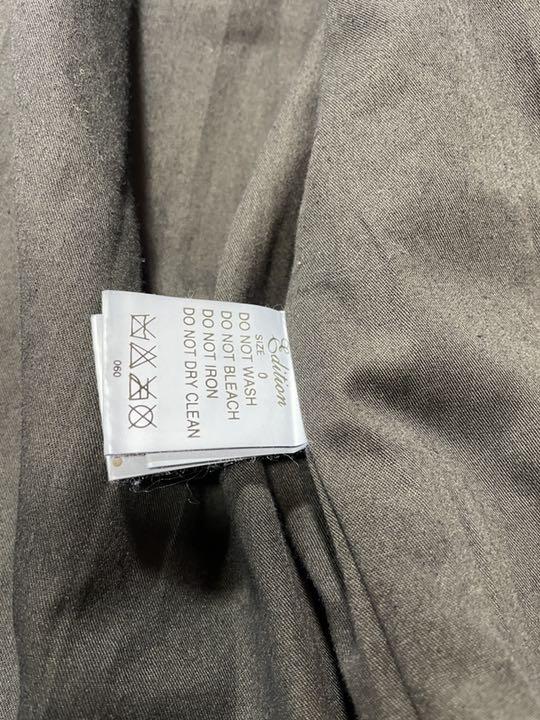 Edition
SIZE 0
DO NOT WASH
DO NOT BLEACH
DO NOT IRON
DO NOT DRY CLEAN
060